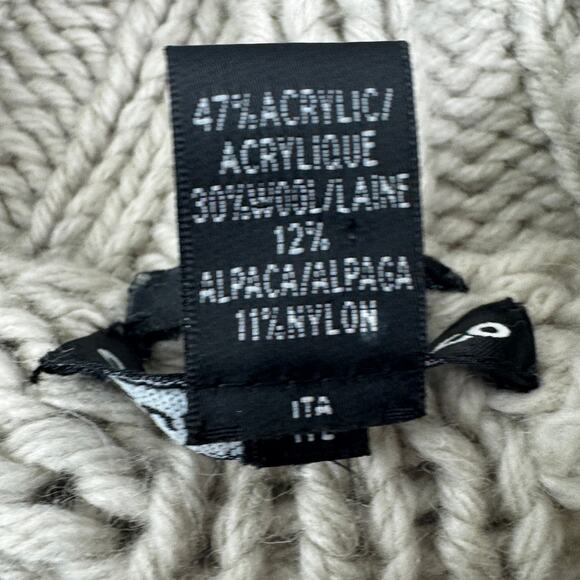 47%ACRYLIC/
ACRYLIQUE
30%WOOL/LAINE
12%
ALPACA/ALPAGA
11%NYLON
ITA